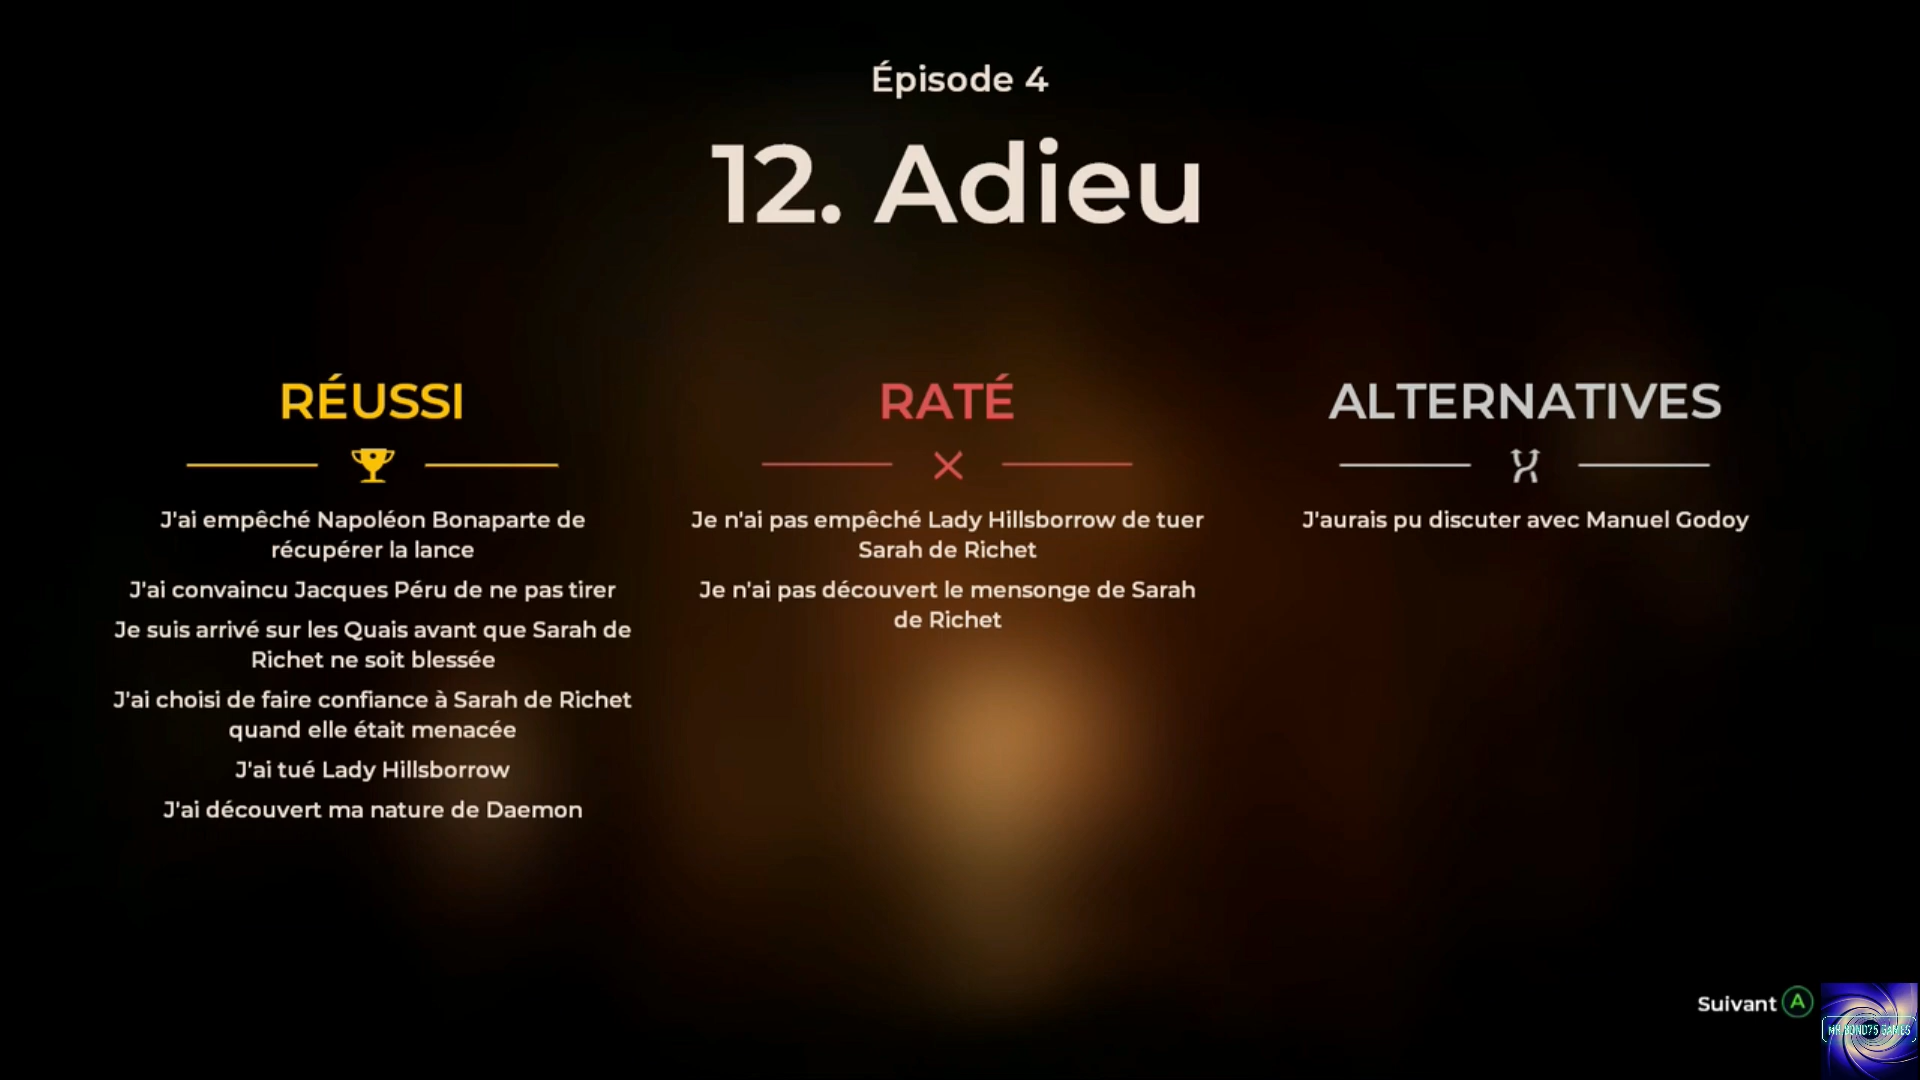 Épisode 4
12. Adieu
RÉUSSI
J'ai empêché Napoléon Bonaparte de
récupérer la lance
J'ai convaincu Jacques Péru de ne pas tirer
Je suis arrivé sur les Quais avant que Sarah de
Richet ne soit blessée
J'ai choisi de faire confiance à Sarah de Richet
quand elle était menacée
J'ai tué Lady Hillsborrow
J'ai découvert ma nature de Daemon
RATÉ
Je n'ai pas empêché Lady Hillsborrow de tuer
Sarah de Richet
Je n'ai pas découvert le mensonge de Sarah
de Richet
ALTERNATIVES
J'aurais pu discuter avec Manuel Godoy
Suivant A
GAMES